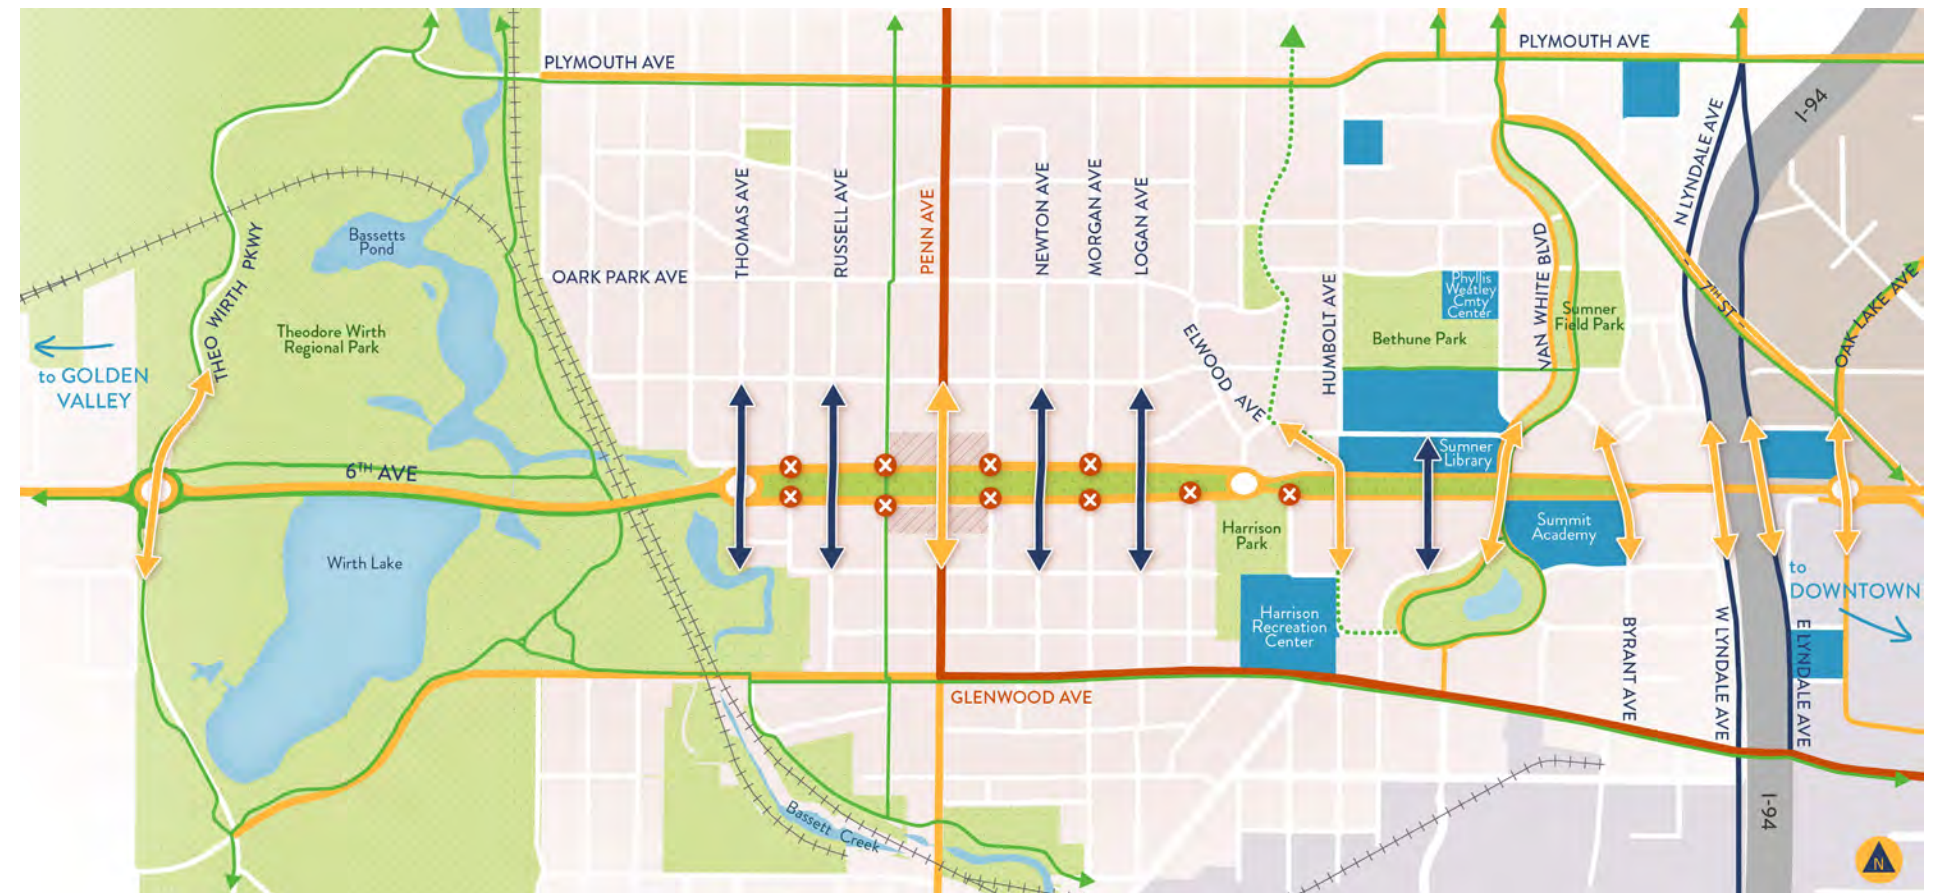 PLYMOUTH AVE
PLYMOUTH AVE
I-94
N LYNDALE AVE
THOMAS AVE
RUSSELL AVE
PENN AVE
NEWTON AVE
MORGAN AVE
LOGAN AVE
Bassetts
Pond
THEO WIRTH PKWY
OARK PARK AVE
Theodore Wirth
Regional Park
to GOLDEN
VALLEY
ELWOOD AVE
HUMBOLT AVE
Phyllis
Weatley
Cmty
Center
Bethune Park
VAN WHITE BLVD
Sumner
Field Park
7TH ST
OAK LAKE AVE
6TH AVE
Sumner
Library
Harrison
Park
Summit
Academy
Wirth Lake
to
DOWNTOWN
Harrison
Recreation
Center
BYRANT AVE
W LYNDALE AVE
E LYNDALE AVE
GLENWOOD AVE
Bassett Creek
I-94
N